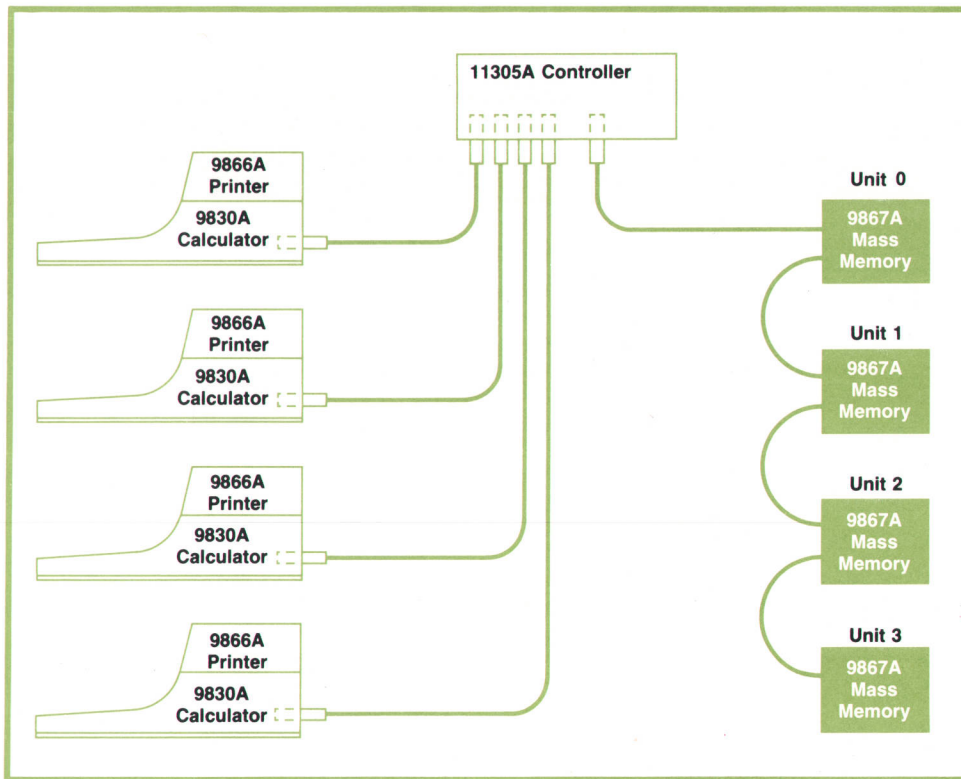 11305A Controller
9866A
Printer
9830A
Calculator
9866A
Printer
9830A
Calculator
9866A
Printer
9830A
Calculator
9866A
Printer
9830A
Calculator
Unit 0
9867A
Mass
Memory
Unit 1
9867A
Mass
Memory
Unit 2
9867A
Mass
Memory
Unit 3
9867A
Mass
Memory